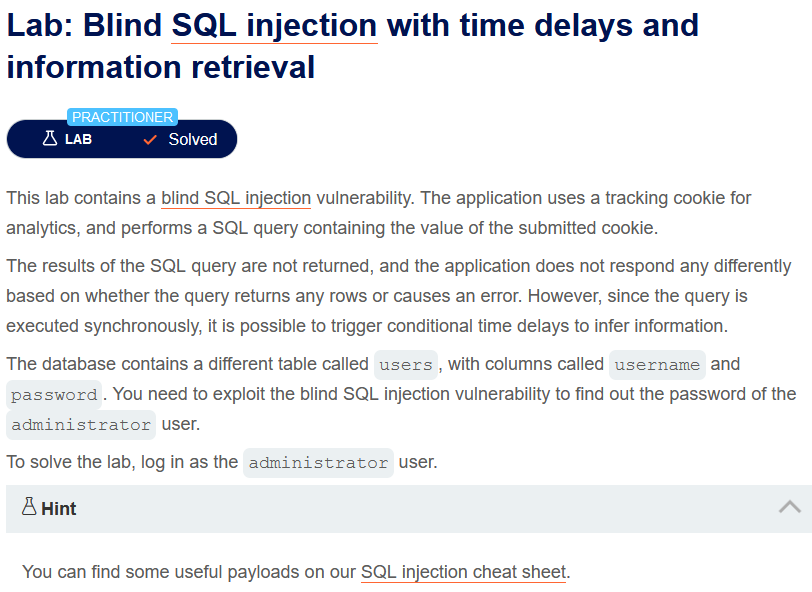 Lab: Blind SQL injection with time delays and
information retrieval
PRACTITIONER
LAB Solved
This lab contains a blind SQL injection vulnerability. The application uses a tracking cookie for
analytics, and performs a SQL query containing the value of the submitted cookie.
The results of the SQL query are not returned, and the application does not respond any differently
based on whether the query returns any rows or causes an error. However, since the query is
executed synchronously, it is possible to trigger conditional time delays to infer information.
The database contains a different table called users, with columns called username and
password. You need to exploit the blind SQL injection vulnerability to find out the password of the
administrator user.
To solve the lab, log in as the administrator user.
Hint
You can find some useful payloads on our SQL injection cheat sheet.